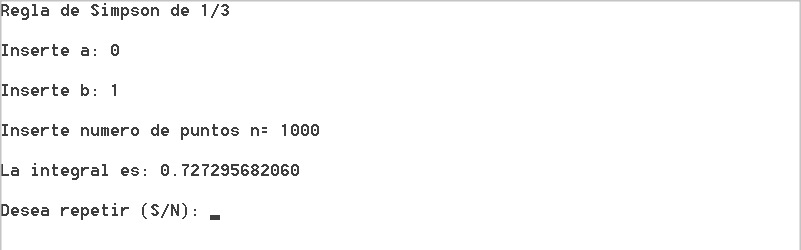 Regla de Simpson de 1/3
Inserte a: 0
Inserte b: 1
Inserte numero de puntos n= 1000
La integral es: 0.727295682060
Desea repetir (S/N): _